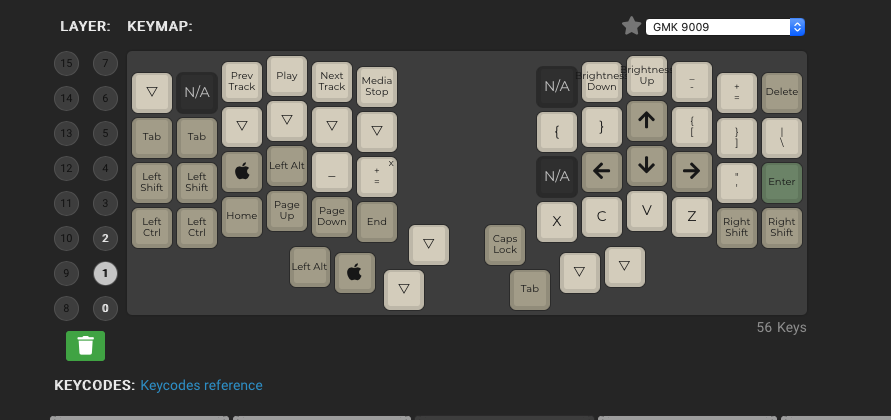 LAYER: KEYMAP:
GMK 9009
15 7
14 6
13 5
12 4
11 3
10 2
9 1
8 0
▽ N/A Prev Track Play Next Track Media Stop
N/A Brightness Down Brightness Up _ - + = Delete
Tab Tab ▽ ▽ ▽ ▽
{ } ↑ { [ } ] | \
Left Shift Left Shift Left Alt _ + = x
N/A ← ↓ → " ' Enter
Left Ctrl Left Ctrl Home Page Up Page Down End
X C V Z Right Shift Right Shift
▽ Caps Lock
Left Alt ▽ Tab ▽ ▽
56 Keys
KEYCODES: Keycodes reference